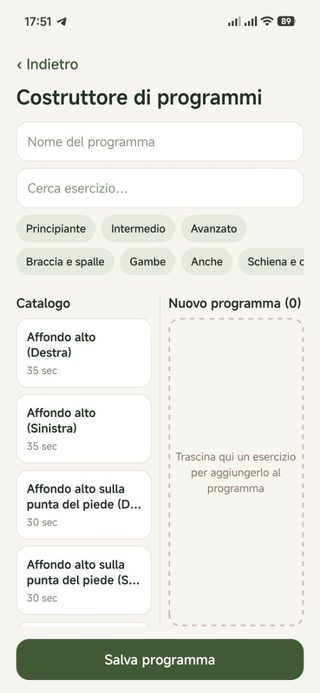 17:51
89
‹ Indietro
Costruttore di programmi
Nome del programma
Cerca esercizio...
Principiante
Intermedio
Avanzato
Braccia e spalle
Gambe
Anche
Schiena e c
Catalogo
Affondo alto
(Destra)
35 sec
Affondo alto
(Sinistra)
35 sec
Affondo alto sulla
punta del piede (D...
30 sec
Affondo alto sulla
punta del piede (S...
30 sec
Nuovo programma (0)
Trascina qui un esercizio
per aggiungerlo al
programma
Salva programma